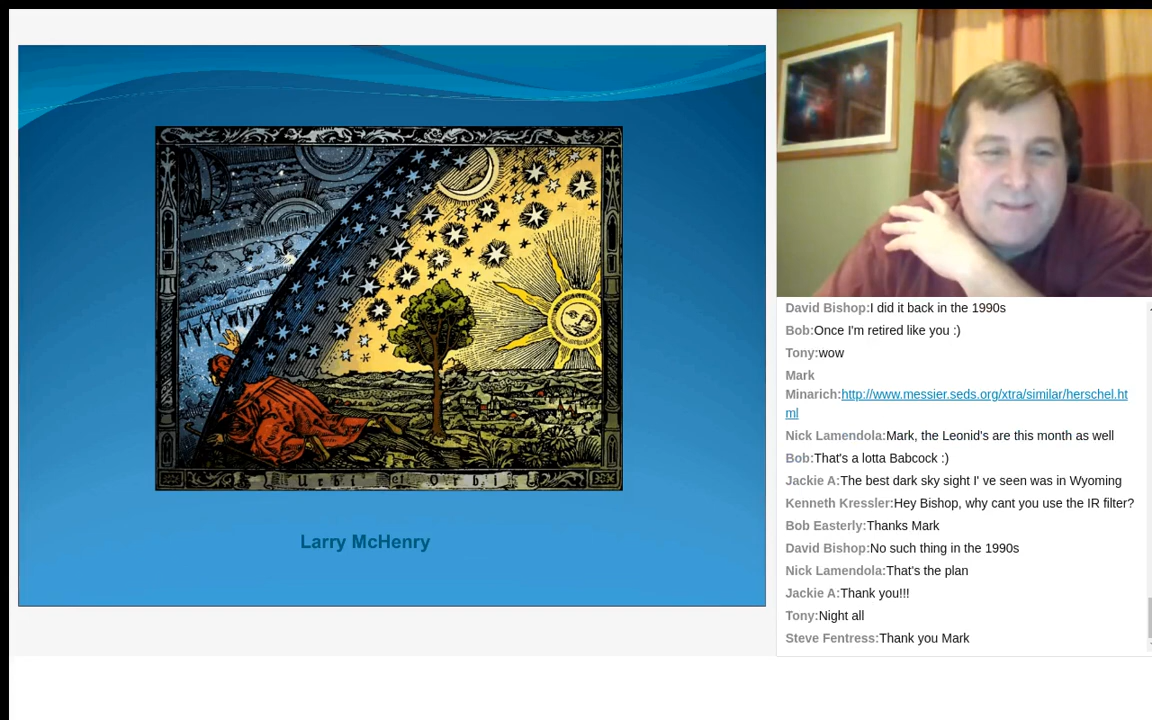 Urbi et Orbi
Larry McHenry
David Bishop:I did it back in the 1990s
Bob:Once I'm retired like you :)
Tony:wow
Mark
Minarich:http://www.messier.seds.org/xtra/similar/herschel.ht
ml
Nick Lamendola:Mark, the Leonid's are this month as well
Bob:That's a lotta Babcock :)
Jackie A:The best dark sky sight I' ve seen was in Wyoming
Kenneth Kressler:Hey Bishop, why cant you use the IR filter?
Bob Easterly:Thanks Mark
David Bishop:No such thing in the 1990s
Nick Lamendola:That's the plan
Jackie A:Thank you!!!
Tony:Night all
Steve Fentress:Thank you Mark